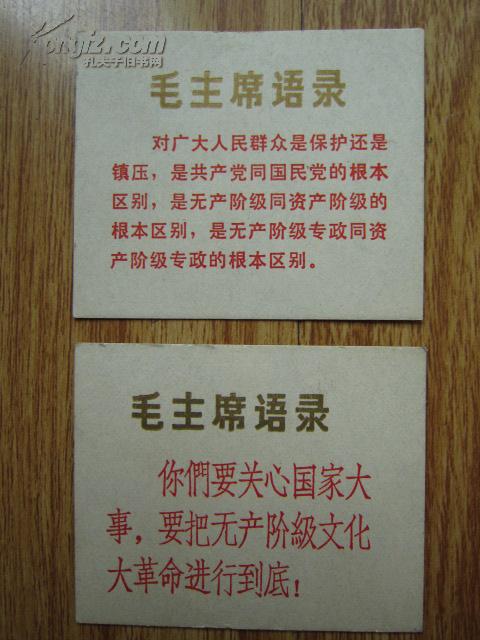 Kongfz.com
孔夫子旧书网
毛主席语录
对广大人民群众是保护还是
镇压，是共产党同国民党的根本
区别，是无产阶级同资产阶级的
根本区别，是无产阶级专政同资
产阶级专政的根本区别。
毛主席语录
你們要关心国家大
事，要把无产阶級文化
大革命进行到底！